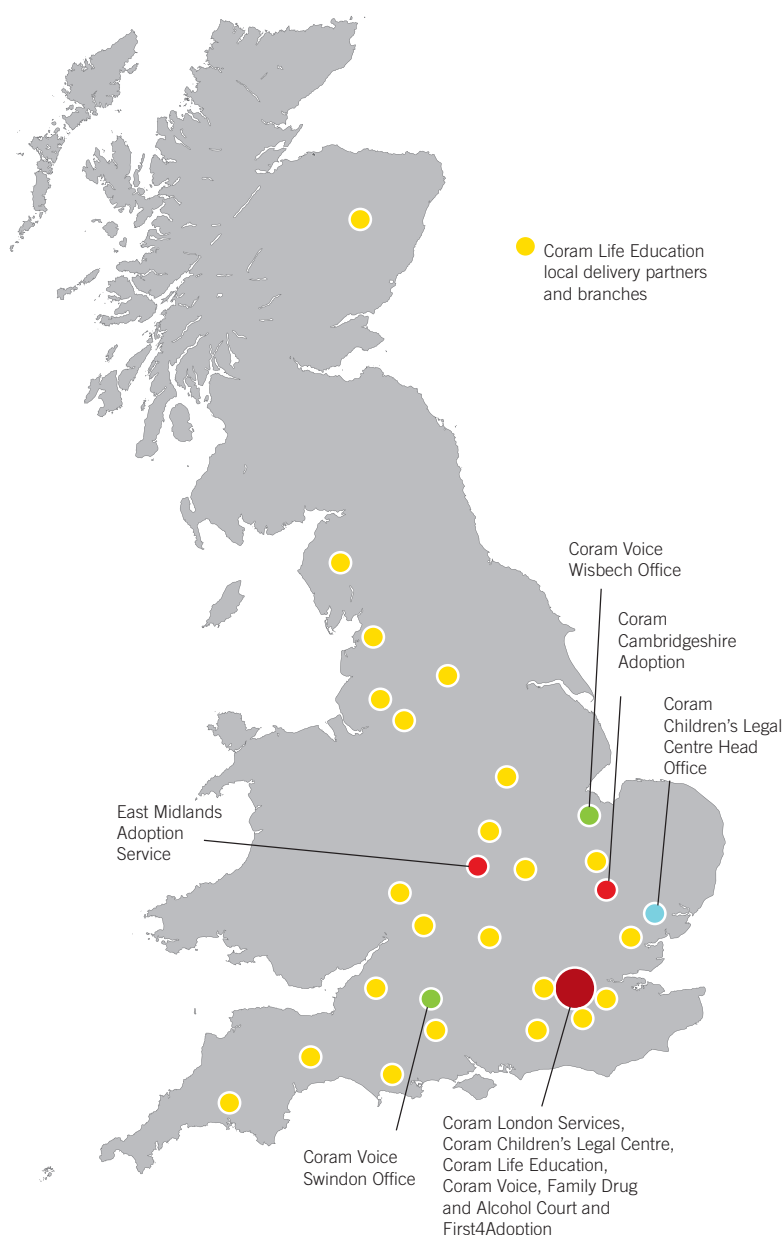 Coram Life Education
local delivery partners
and branches
Coram Voice
Wisbech Office
Coram
Cambridgeshire
Adoption
Coram
Children’s Legal
Centre Head
Office
East Midlands
Adoption
Service
Coram Voice
Swindon Office
Coram London Services,
Coram Children’s Legal Centre,
Coram Life Education,
Coram Voice, Family Drug
and Alcohol Court and
First4Adoption